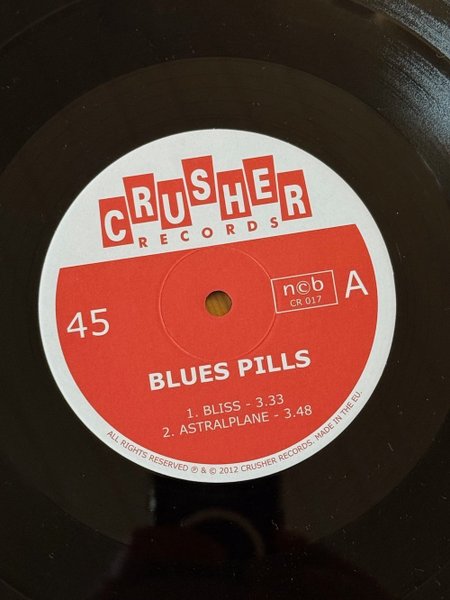 CRUSHER
RECORDS
45
n©b
CR 017
A
BLUES PILLS
1. BLISS - 3.33
2. ASTRALPLANE - 3.48
ALL RIGHTS RESERVED ℗ & © 2012 CRUSHER RECORDS. MADE IN THE EU.